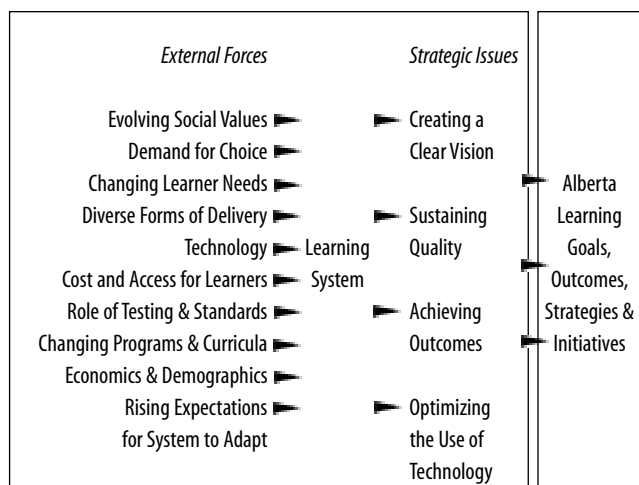 External Forces
Evolving Social Values
Demand for Choice
Changing Learner Needs
Diverse Forms of Delivery
Technology
Cost and Access for Learners
Role of Testing & Standards
Changing Programs & Curricula
Economics & Demographics
Rising Expectations
for System to Adapt
Learning
System
Strategic Issues
Creating a
Clear Vision
Sustaining
Quality
Achieving
Outcomes
Optimizing
the Use of
Technology
Alberta
Learning
Goals,
Outcomes,
Strategies &
Initiatives